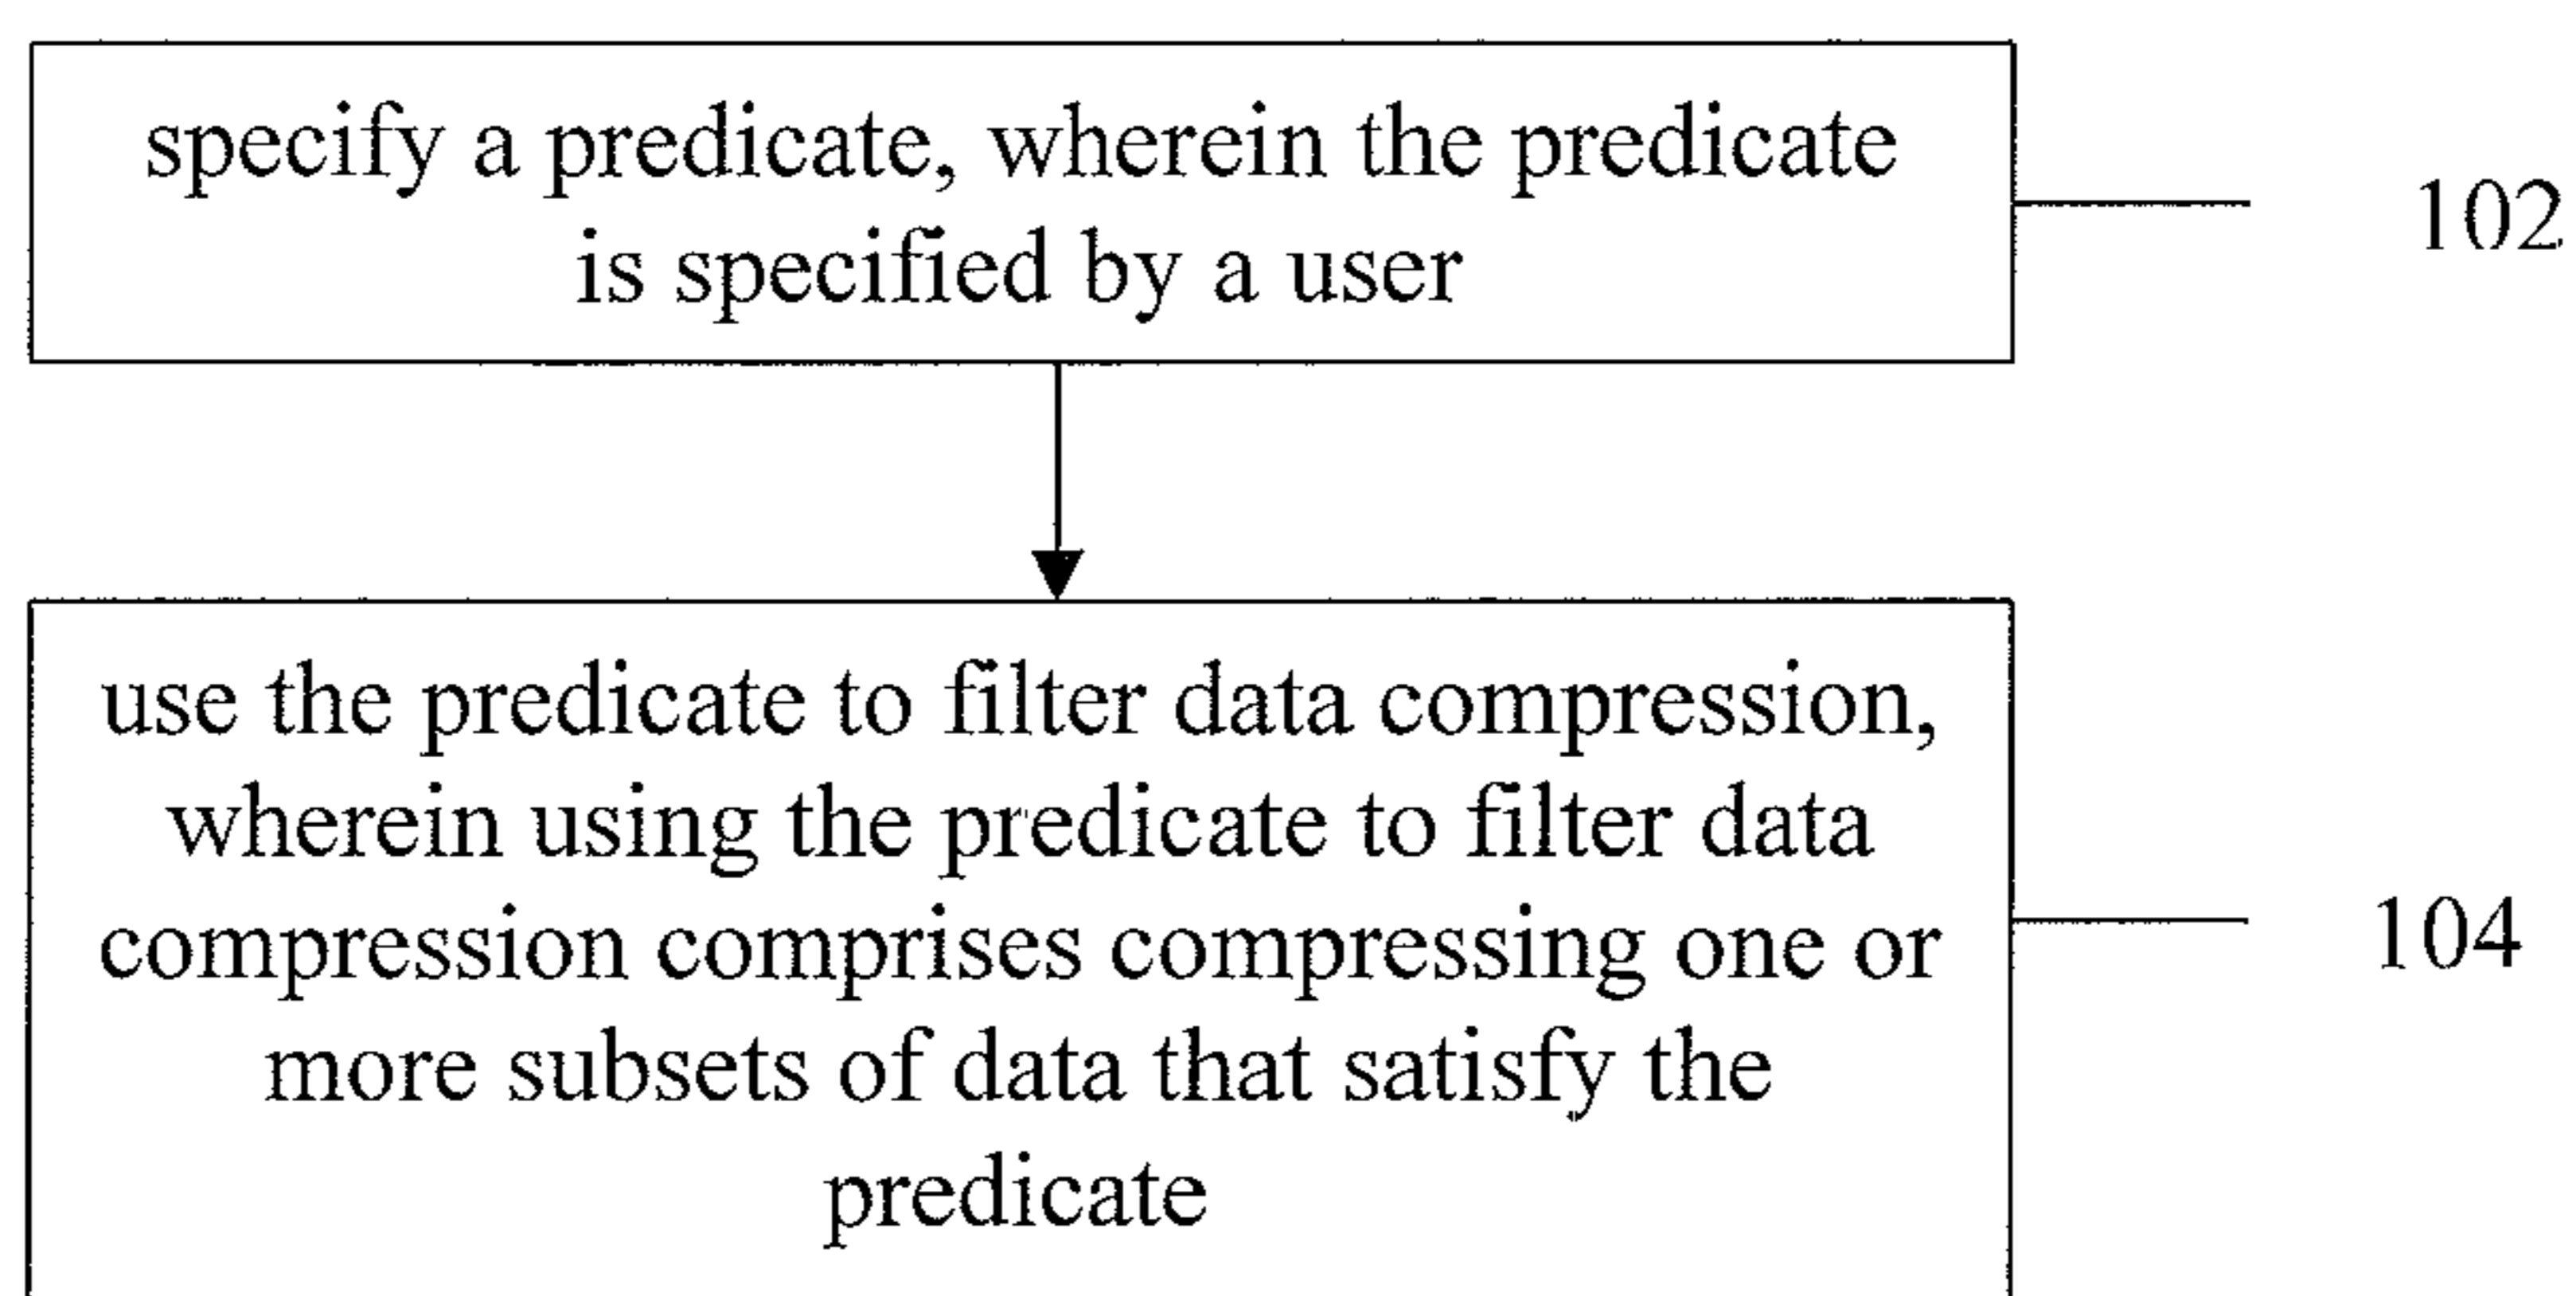 specify a predicate, wherein the predicate
is specified by a user
102
use the predicate to filter data compression,
wherein using the predicate to filter data
compression comprises compressing one or
more subsets of data that satisfy the
predicate
104